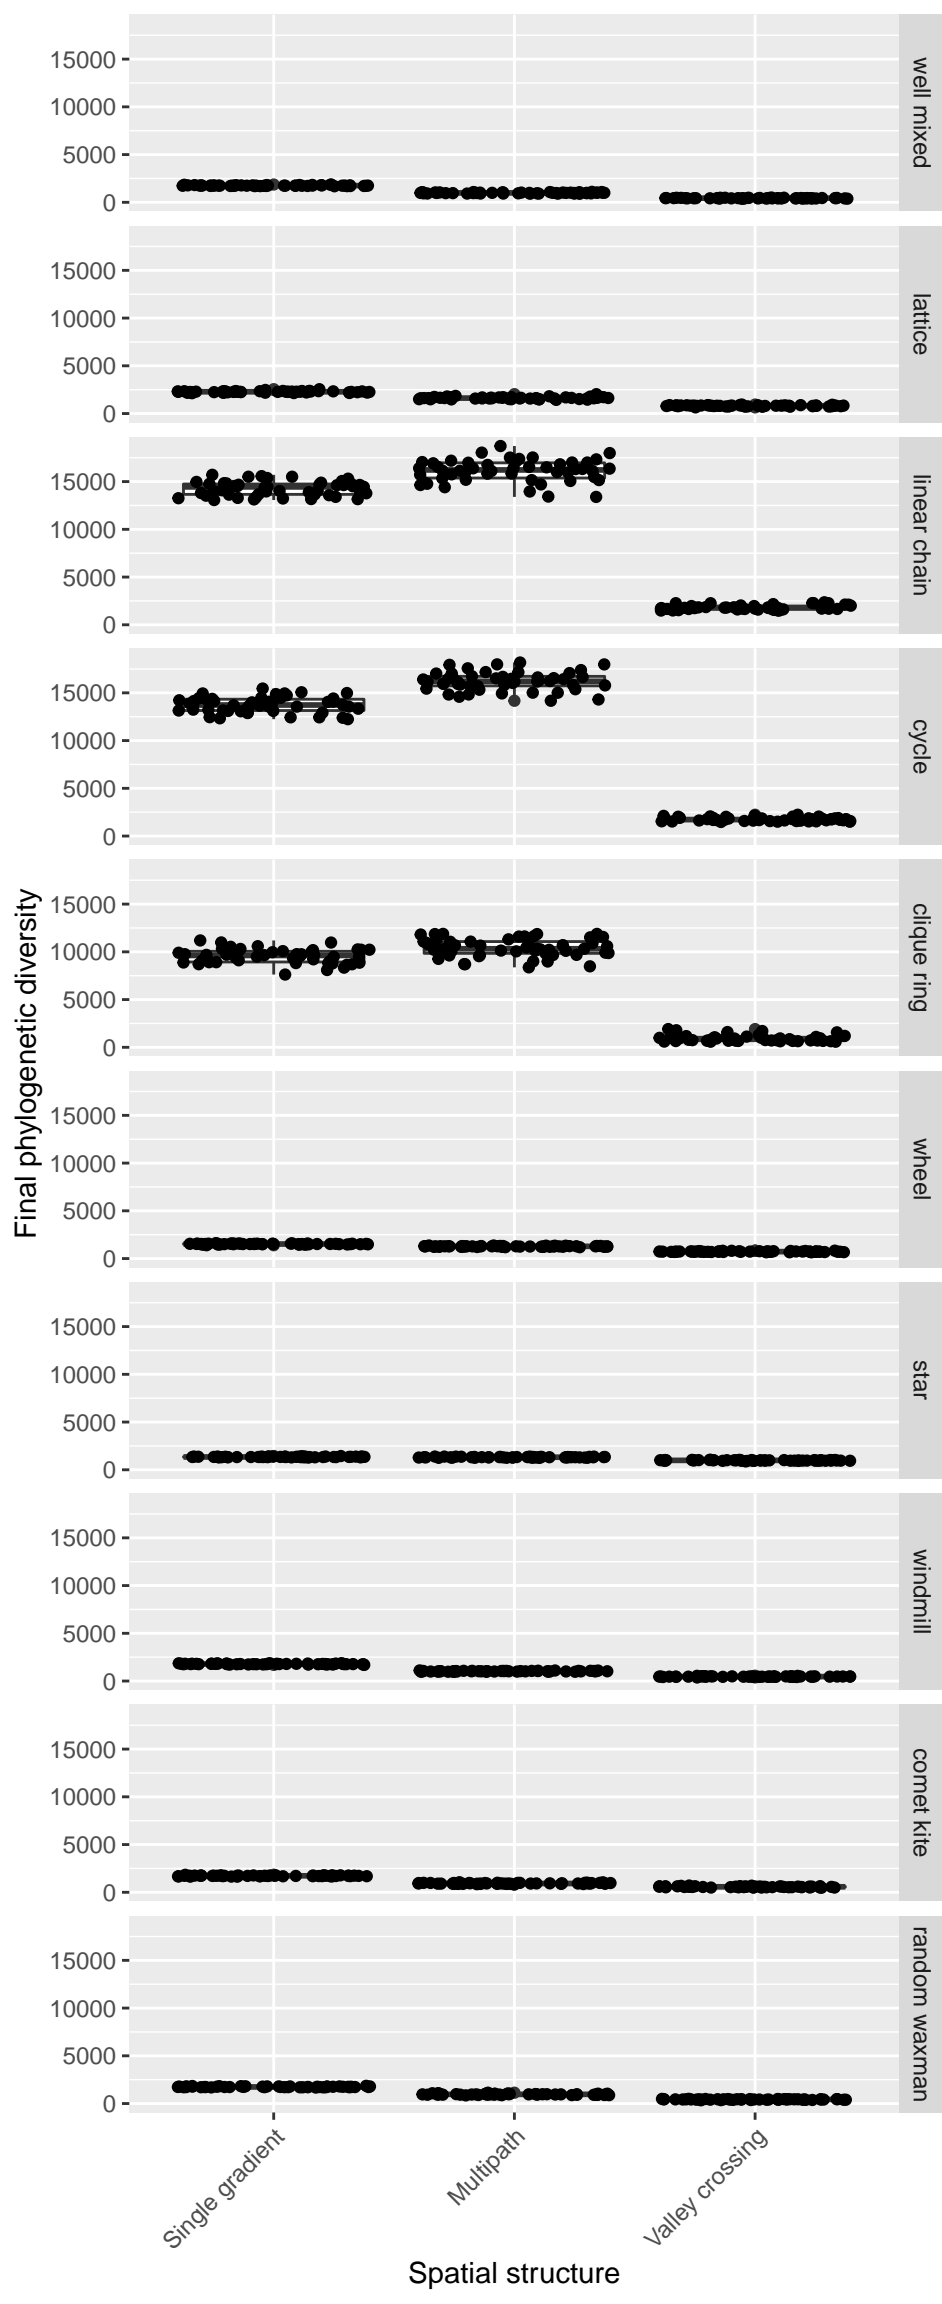 Final phylogenetic diversity
15000
10000
5000
0
well mixed
15000
10000
5000
0
lattice
15000
10000
5000
0
linear chain
15000
10000
5000
0
cycle
15000
10000
5000
0
clique ring
15000
10000
5000
0
wheel
15000
10000
5000
0
star
15000
10000
5000
0
windmill
15000
10000
5000
0
comet kite
15000
10000
5000
0
random waxman
Single gradient
Multipath
Valley crossing
Spatial structure